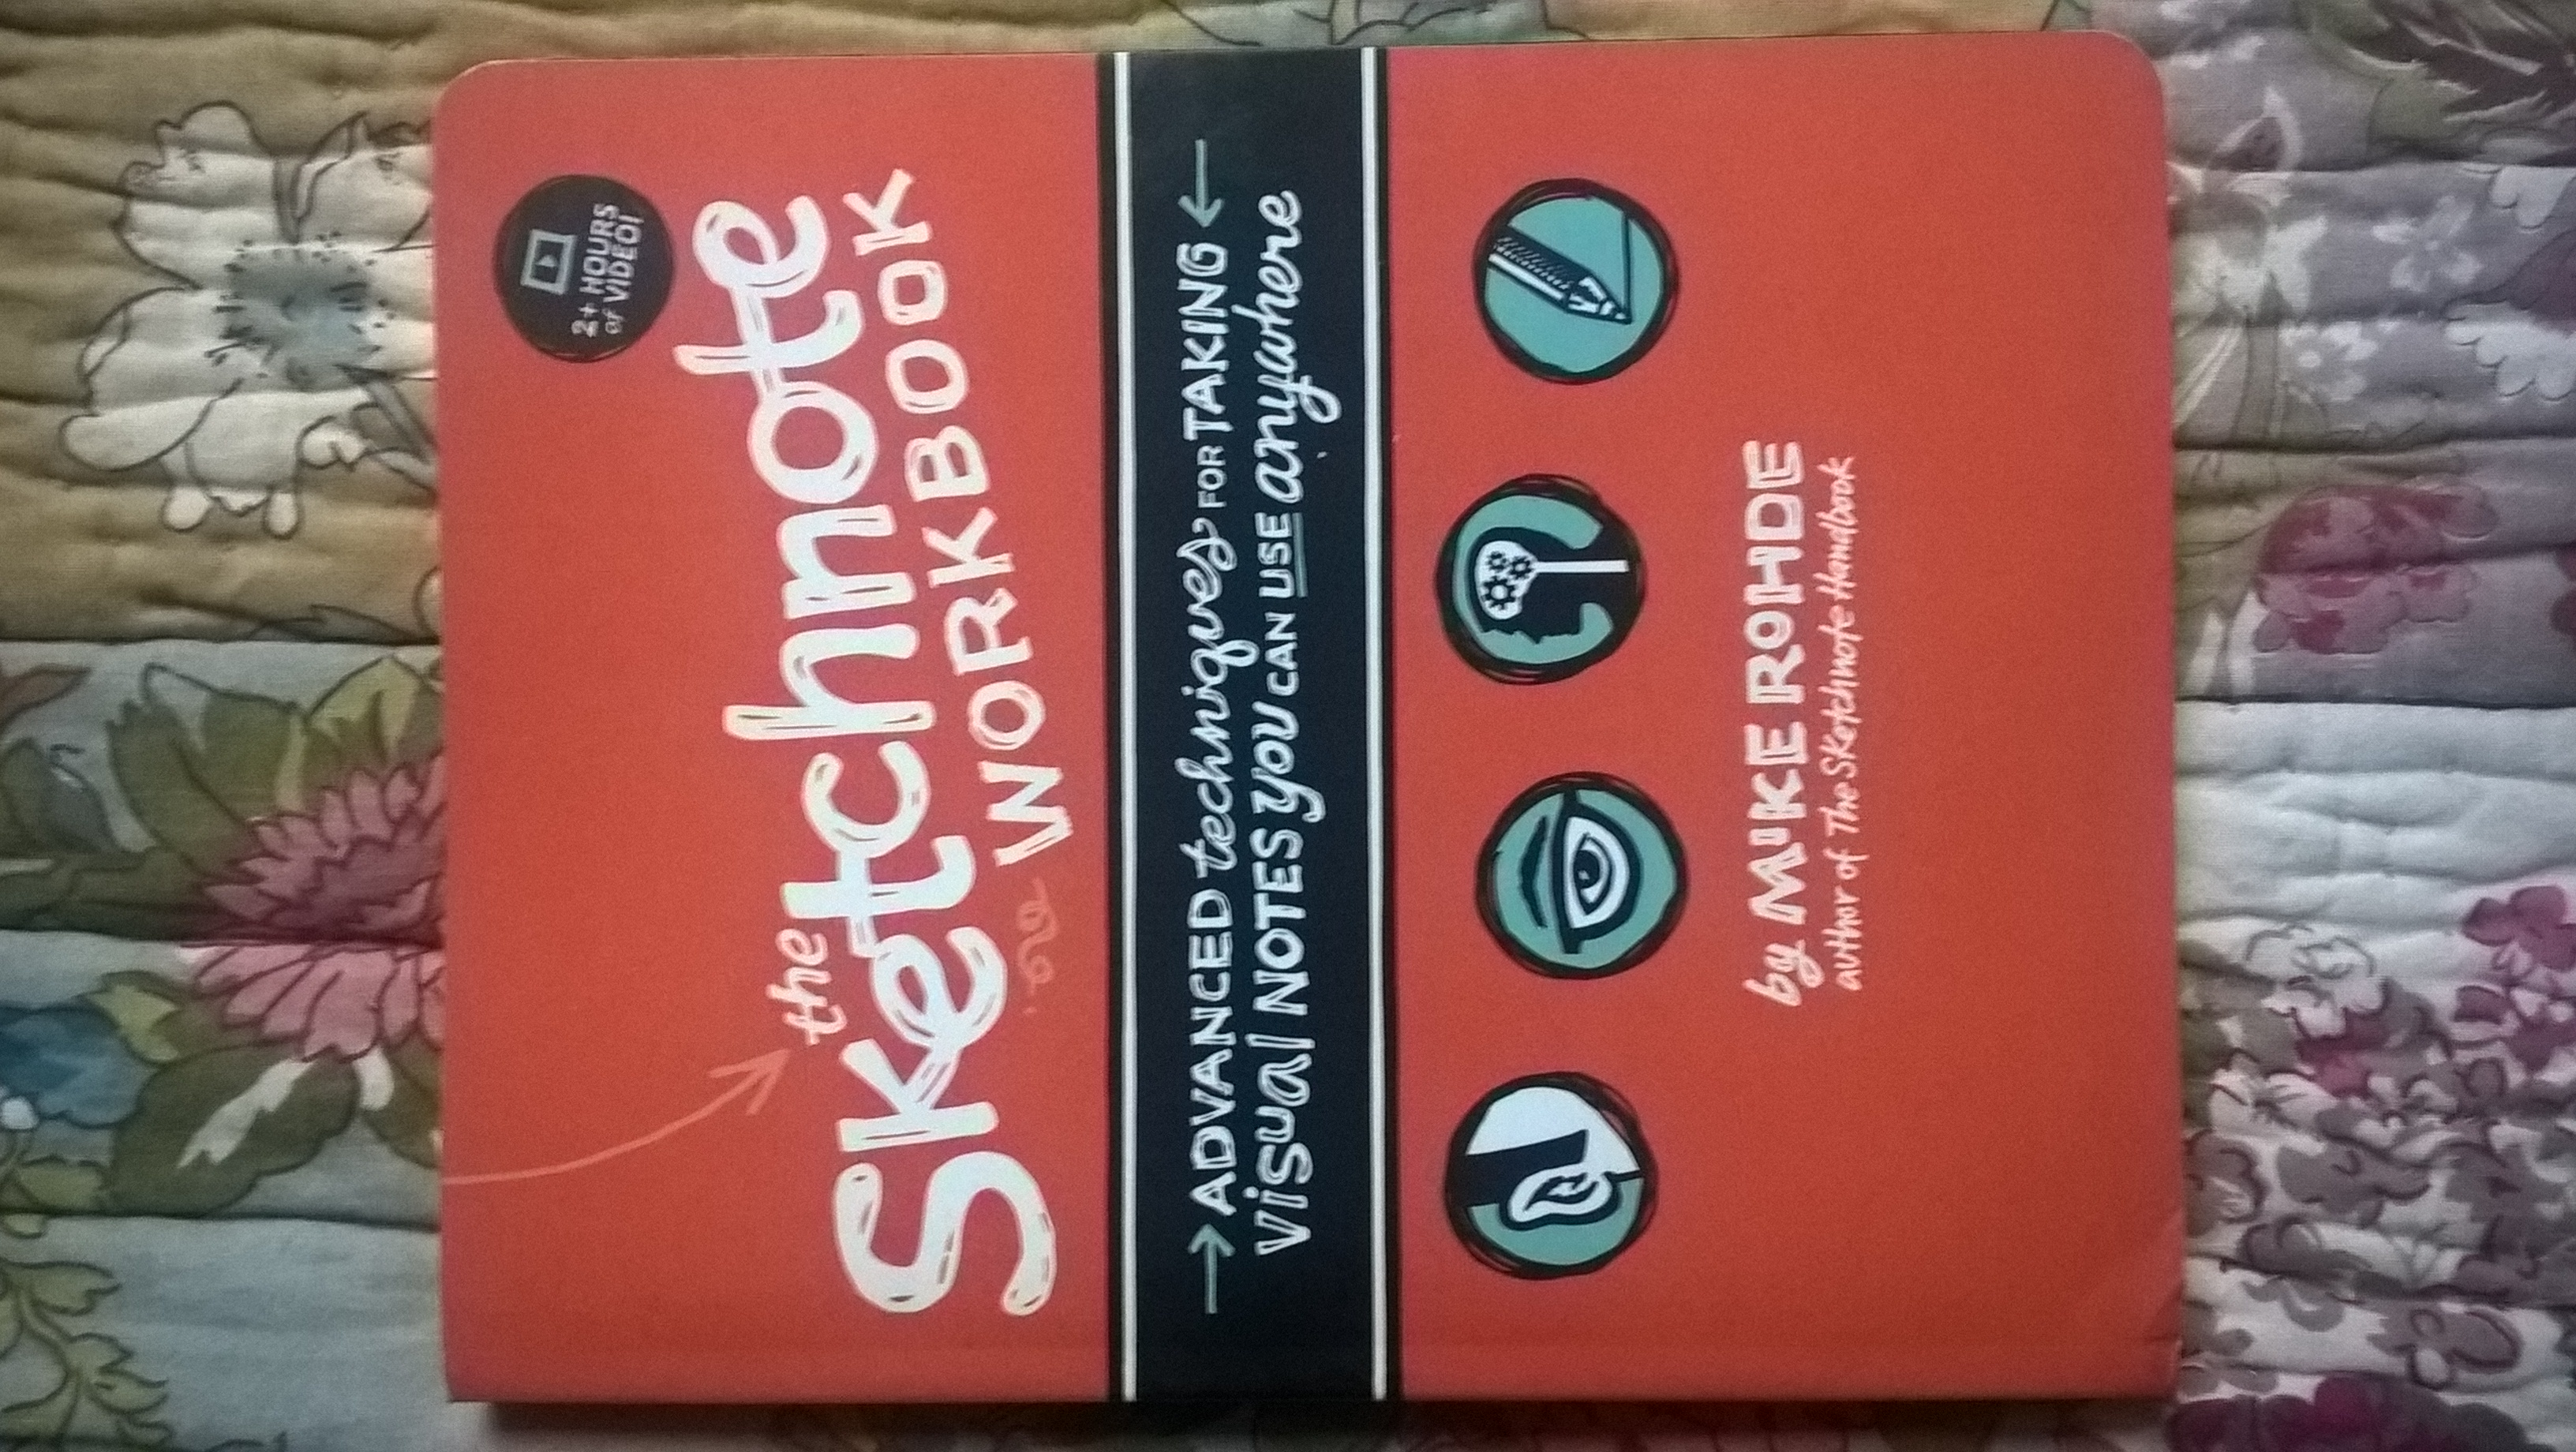 2+ HOURS
of VIDEO!
the
Sketchnote
WORKBOOK
ADVANCED techniques FOR TAKING
Visual NOTES you CAN USE anywhere
by MIKE ROHDE
author of The Sketchnote Handbook